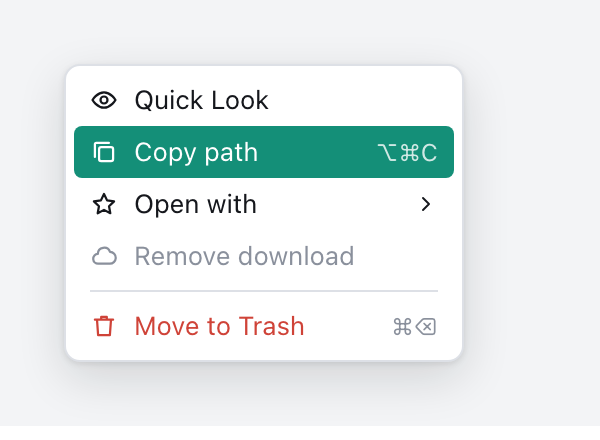 Quick Look
Copy path ⌥⌘C
Open with
Remove download
Move to Trash ⌘⌫